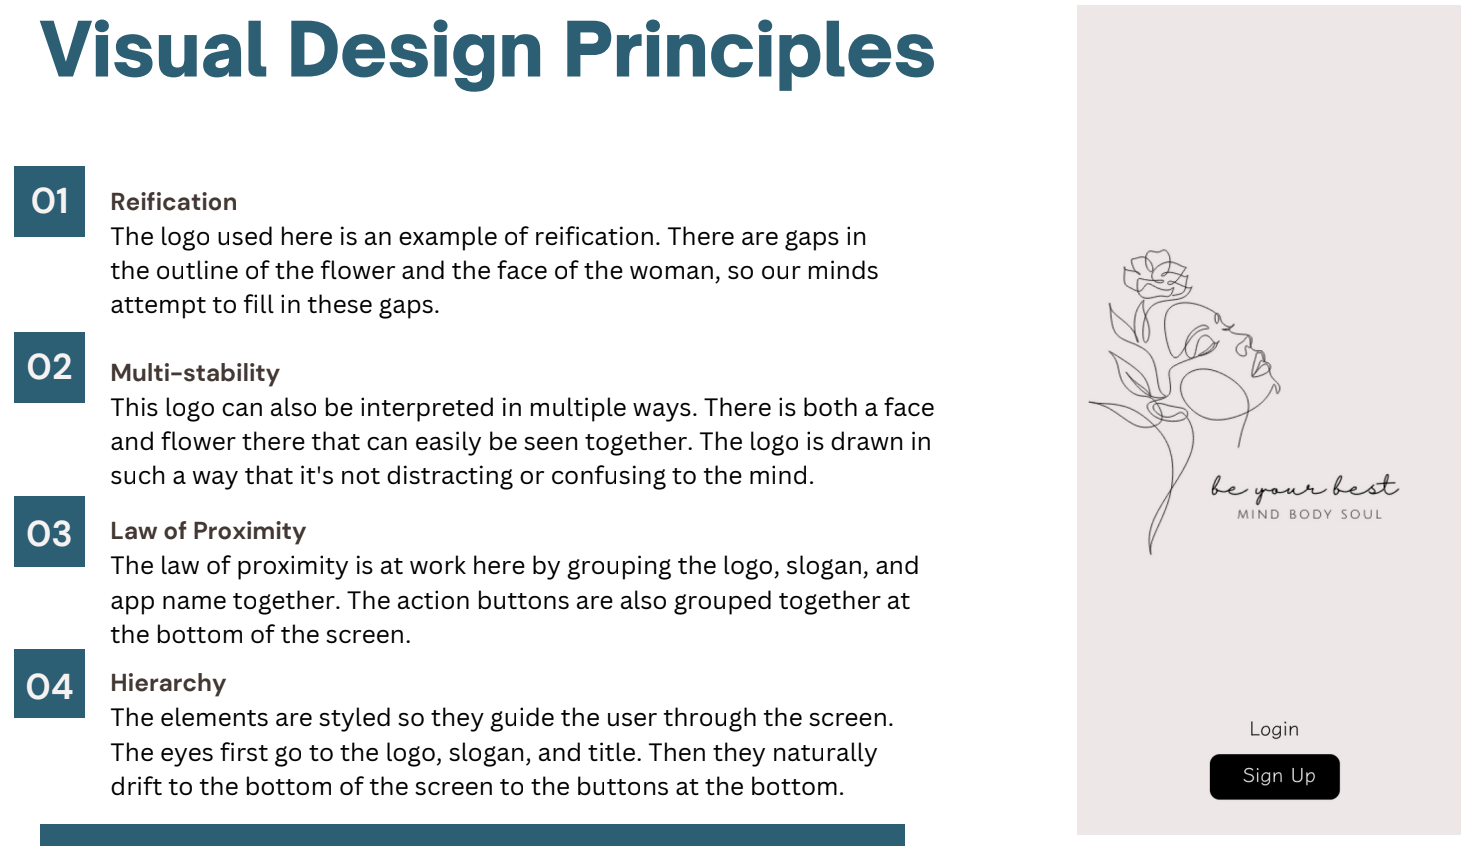 Visual Design Principles
01
Reification
The logo used here is an example of reification. There are gaps in
the outline of the flower and the face of the woman, so our minds
attempt to fill in these gaps.
02
Multi-stability
This logo can also be interpreted in multiple ways. There is both a face
and flower there that can easily be seen together. The logo is drawn in
such a way that it's not distracting or confusing to the mind.
03
Law of Proximity
The law of proximity is at work here by grouping the logo, slogan, and
app name together. The action buttons are also grouped together at
the bottom of the screen.
04
Hierarchy
The elements are styled so they guide the user through the screen.
The eyes first go to the logo, slogan, and title. Then they naturally
drift to the bottom of the screen to the buttons at the bottom.
be your best
MIND BODY SOUL
Login
Sign Up